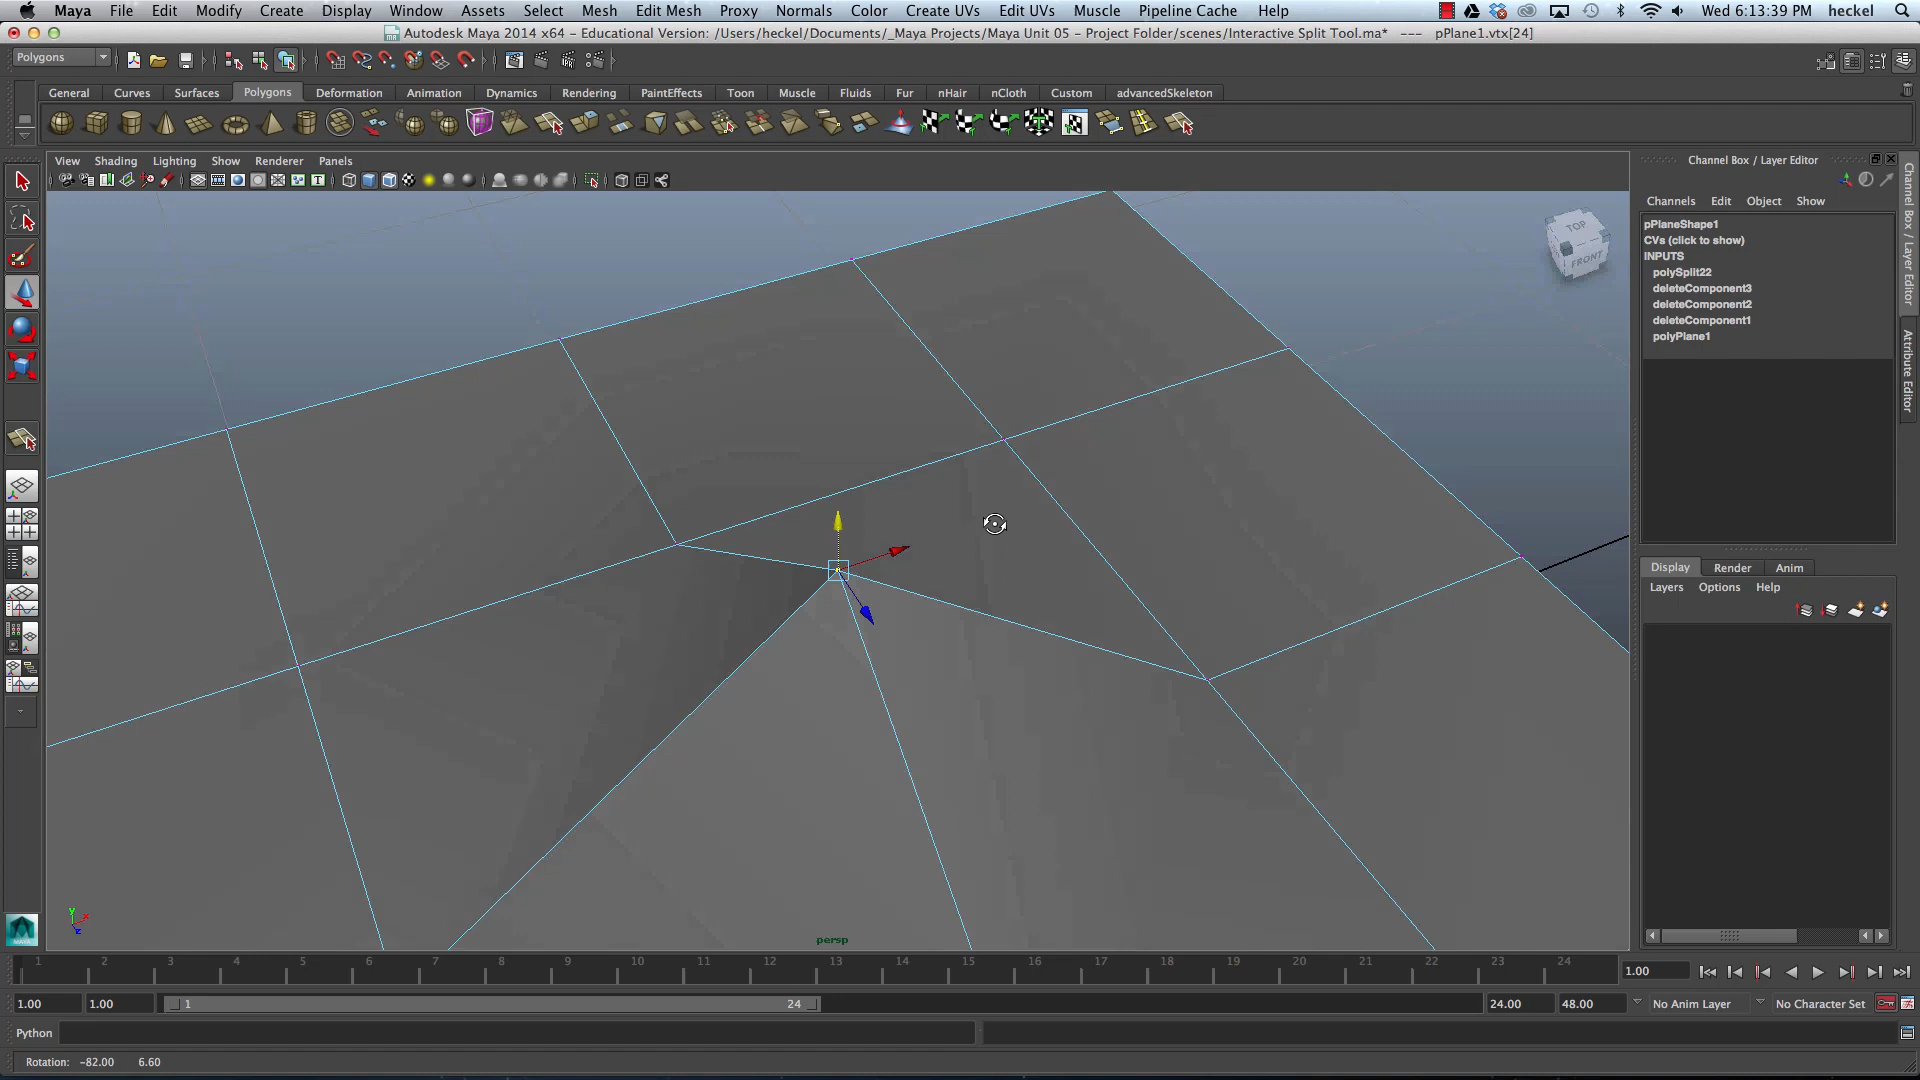 Maya File Edit Modify Create Display Window Assets Select Mesh Edit Mesh Proxy Normals Color Create UVs Edit UVs Muscle Pipeline Cache Help Wed 6:13:39 PM heckel
Autodesk Maya 2014 x64 - Educational Version: /Users/heckel/Documents/_Maya Projects/Maya Unit 05 - Project Folder/scenes/Interactive Split Tool.ma* --- pPlane1.vtx[24]
Polygons
General Curves Surfaces Polygons Deformation Animation Dynamics Rendering PaintEffects Toon Muscle Fluids Fur nHair nCloth Custom advancedSkeleton
View Shading Lighting Show Renderer Panels
Channel Box / Layer Editor
Channels Edit Object Show
pPlaneShape1
CVs (click to show)
INPUTS
polySplit22
deleteComponent3
deleteComponent2
deleteComponent1
polyPlane1
Channel Box / Layer Editor
Attribute Editor
TOP
FRONT
Display Render Anim
Layers Options Help
persp
1 2 3 4 5 6 7 8 9 10 11 12 13 14 15 16 17 18 19 20 21 22 23 24
1.00
1.00 1.00 1 24 24.00 48.00 No Anim Layer No Character Set
Python
Rotation: -82.00 6.60